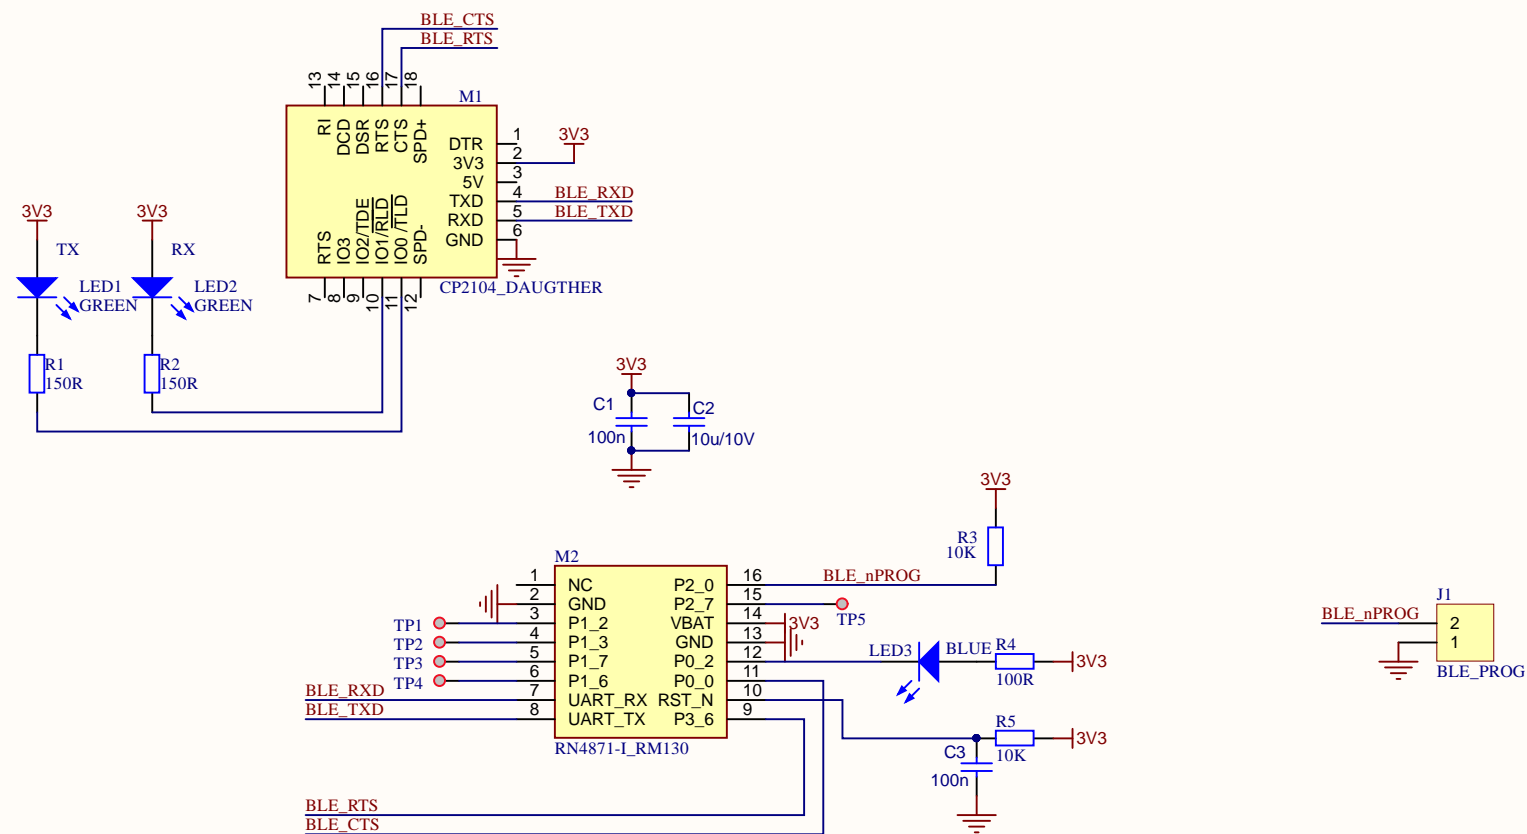 BLE_CTS
BLE_RTS
13
14
15
16
17
18
M1
RI
DCD
DSR
RTS
CTS
SPD+
DTR
1
3V3
2
3V3
5V
3
TXD
4
BLE_RXD
RXD
5
BLE_TXD
GND
6
RTS
IO3
IO2/TDE
IO1/RLD
IO0 /TLD
SPD-
7
8
9
10
11
12
CP2104_DAUGTHER
3V3
TX
LED1
GREEN
R1
150R
3V3
RX
LED2
GREEN
R2
150R
3V3
C1
100n
C2
10u/10V
3V3
R3
10K
M2
1
NC
P2_0
16
BLE_nPROG
2
GND
P2_7
15
TP5
TP1
3
P1_2
VBAT
14
3V3
TP2
4
P1_3
GND
13
TP3
5
P1_7
P0_2
12
LED3
BLUE
R4
100R
3V3
TP4
6
P1_6
P0_0
11
BLE_RXD
7
UART_RX
RST_N
10
BLE_TXD
8
UART_TX
P3_6
9
RN4871-I_RM130
R5
10K
3V3
C3
100n
BLE_RTS
BLE_CTS
J1
BLE_nPROG
2
1
BLE_PROG